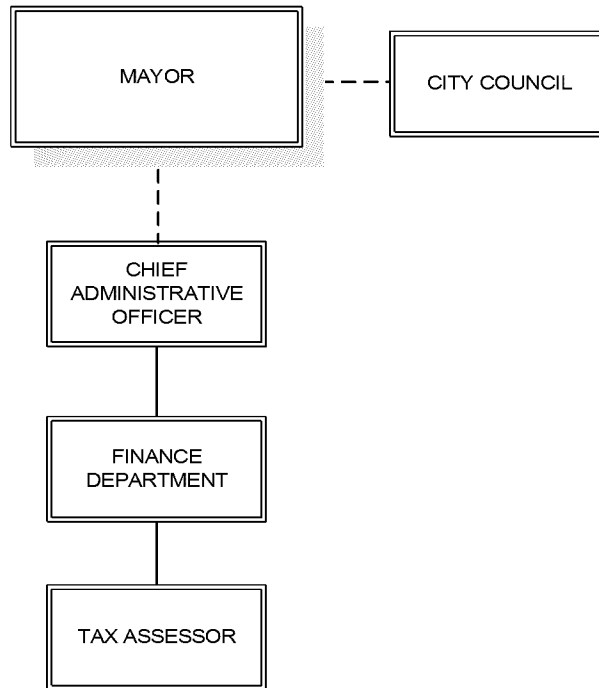 MAYOR
CITY COUNCIL
CHIEF
ADMINISTRATIVE
OFFICER
FINANCE
DEPARTMENT
TAX ASSESSOR